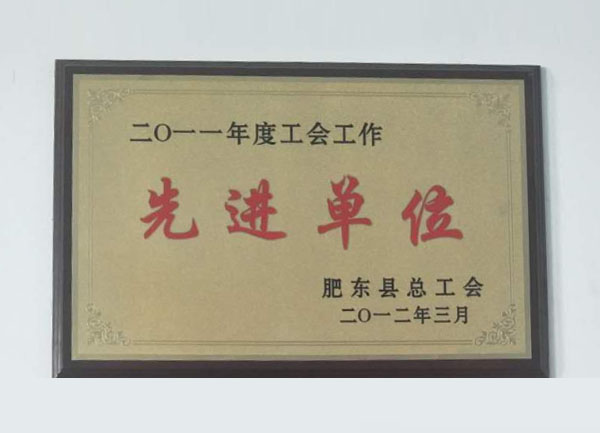 二〇一一年度工会工作
先进单位
肥东县总工会
二〇一二年三月